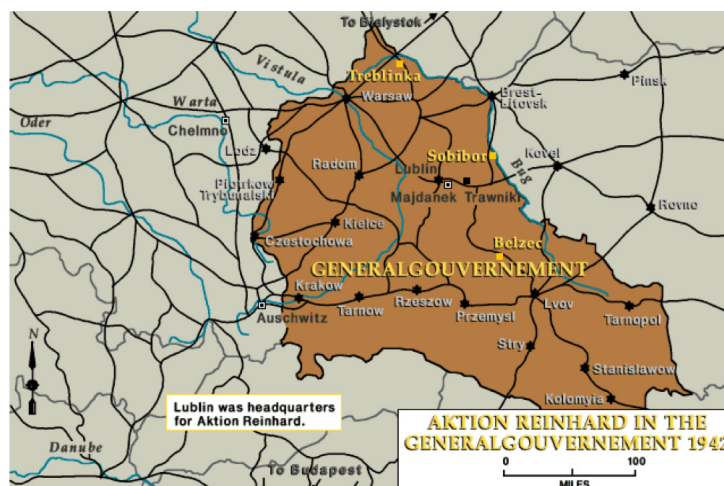 To Bialystok
Vistula
Treblinka
Pinsk
Warta
Warsaw
Brest-
Litovsk
Oder
Chelmno
Lodz
Sobibor
Kovel
Radom
Lublin
Bug
Piotrkow
Trybunalski
Majdanek
Trawniki
Rovno
Kielce
Czestochowa
Belzec
GENERALGOUVERNEMENT
Krakow
Rzeszow
Lvov
Auschwitz
Tarnow
Przemysl
Tarnopol
N
Stry
Stanislawow
Kolomyia
Lublin was headquarters
for Aktion Reinhard.
AKTION REINHARD IN THE
GENERALGOUVERNEMENT 1942
Danube
To Budapest
0 100
MILES